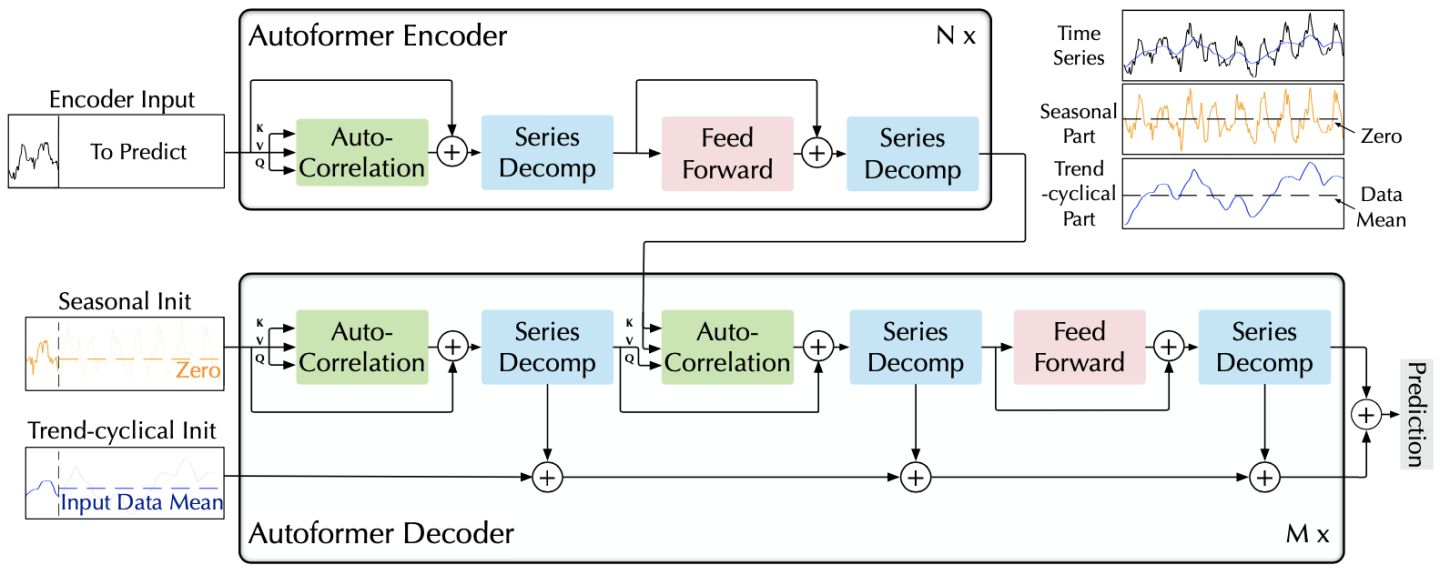 Autoformer Encoder
N x
Encoder Input
To Predict
K
V
Q
Auto-
Correlation
+
Series
Decomp
Feed
Forward
+
Series
Decomp
Time
Series
Seasonal
Part
Zero
Trend
-cyclical
Part
Data
Mean
Seasonal Init
Zero
K
V
Q
Auto-
Correlation
+
Series
Decomp
K
V
Q
Auto-
Correlation
+
Series
Decomp
Feed
Forward
+
Series
Decomp
+
Prediction
Trend-cyclical Init
Input Data Mean
+
+
+
Autoformer Decoder
M x